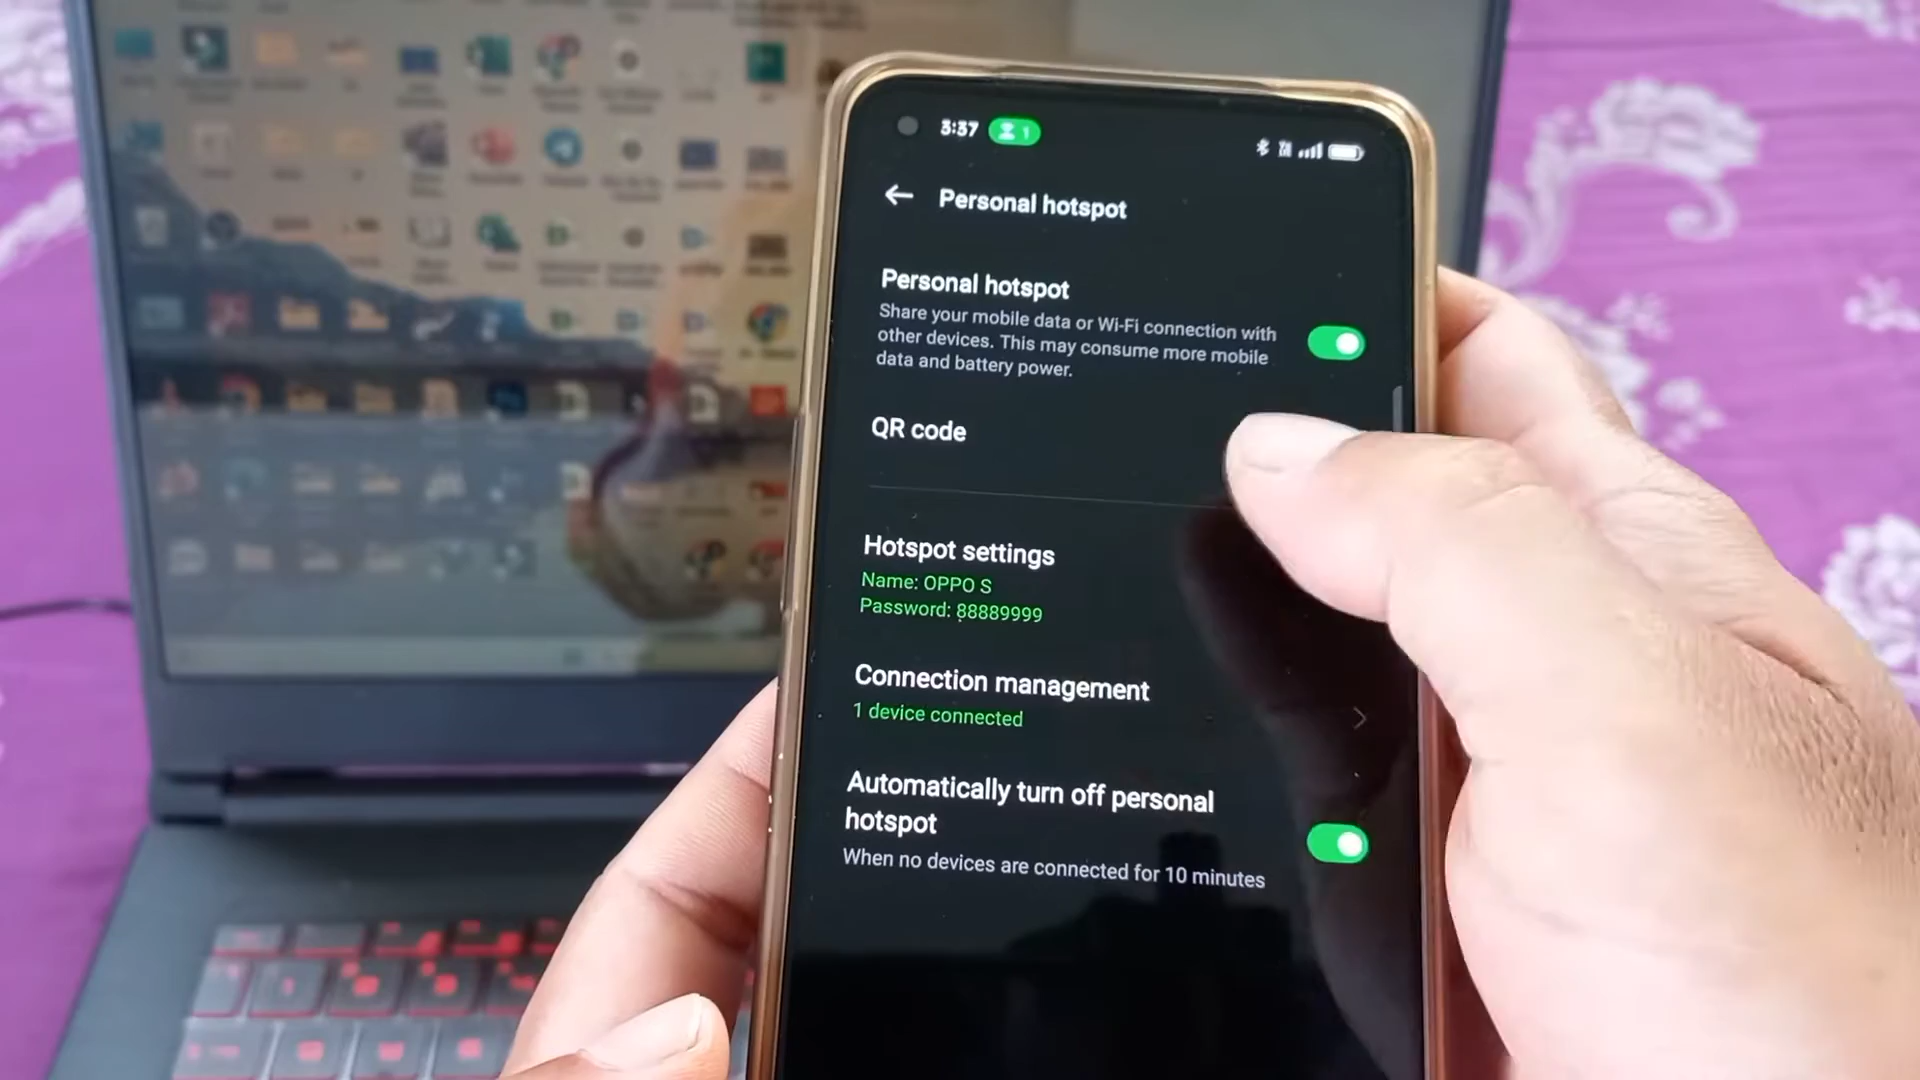 3:37 1
Personal hotspot
Personal hotspot
Share your mobile data or Wi-Fi connection with
other devices. This may consume more mobile
data and battery power.
QR code
Hotspot settings
Name: OPPO S
Password: 88889999
Connection management
1 device connected
Automatically turn off personal
hotspot
When no devices are connected for 10 minutes